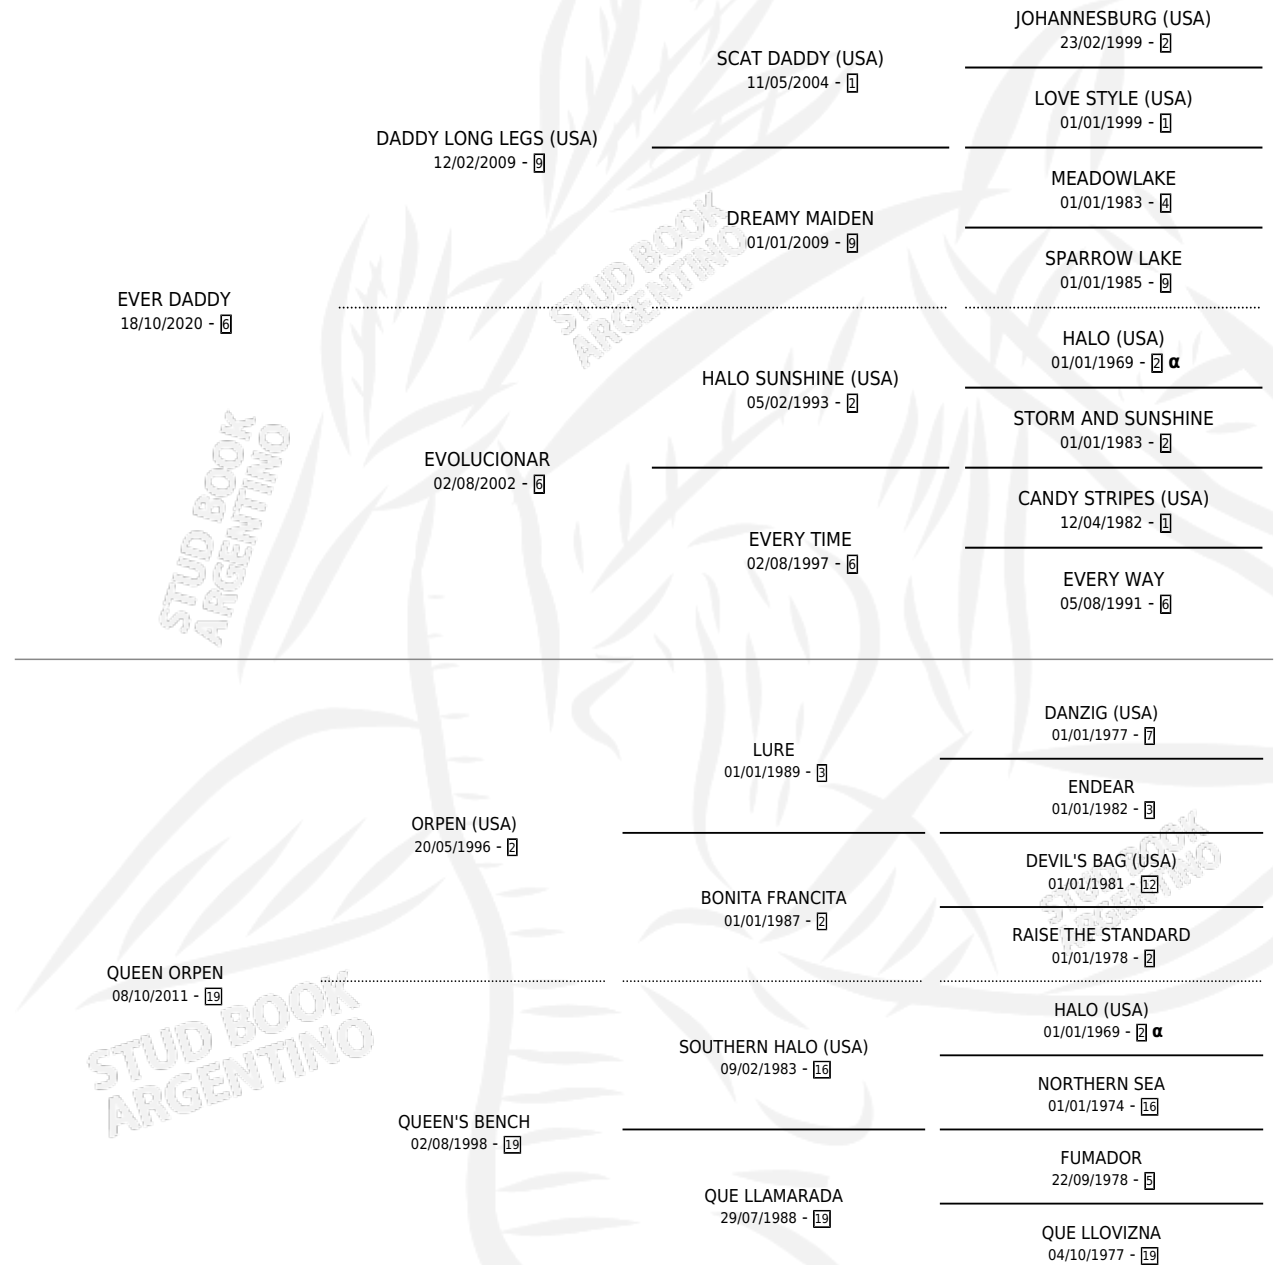 JOHANNESBURG (USA)
23/02/1999 - 2
SCAT DADDY (USA)
11/05/2004 - 1
LOVE STYLE (USA)
01/01/1999 - 1
DADDY LONG LEGS (USA)
12/02/2009 - 9
MEADOWLAKE
01/01/1983 - 4
DREAMY MAIDEN
01/01/2009 - 9
SPARROW LAKE
01/01/1985 - 9
EVER DADDY
18/10/2020 - 6
HALO (USA)
01/01/1969 - 2 α
HALO SUNSHINE (USA)
05/02/1993 - 2
STORM AND SUNSHINE
01/01/1983 - 2
EVOLUCIONAR
02/08/2002 - 6
CANDY STRIPES (USA)
12/04/1982 - 1
EVERY TIME
02/08/1997 - 6
EVERY WAY
05/08/1991 - 6
STUD BOOK
ARGENTINO
STUD BOOK
ARGENTINO
DANZIG (USA)
01/01/1977 - 7
LURE
01/01/1989 - 3
ENDEAR
01/01/1982 - 3
ORPEN (USA)
20/05/1996 - 2
DEVIL'S BAG (USA)
01/01/1981 - 12
BONITA FRANCITA
01/01/1987 - 2
RAISE THE STANDARD
01/01/1978 - 2
QUEEN ORPEN
08/10/2011 - 19
HALO (USA)
01/01/1969 - 2 α
SOUTHERN HALO (USA)
09/02/1983 - 16
NORTHERN SEA
01/01/1974 - 16
QUEEN'S BENCH
02/08/1998 - 19
FUMADOR
22/09/1978 - 5
QUE LLAMARADA
29/07/1988 - 19
QUE LLOVIZNA
04/10/1977 - 19
STUD BOOK
ARGENTINO
STUD BOOK
ARGENTINO